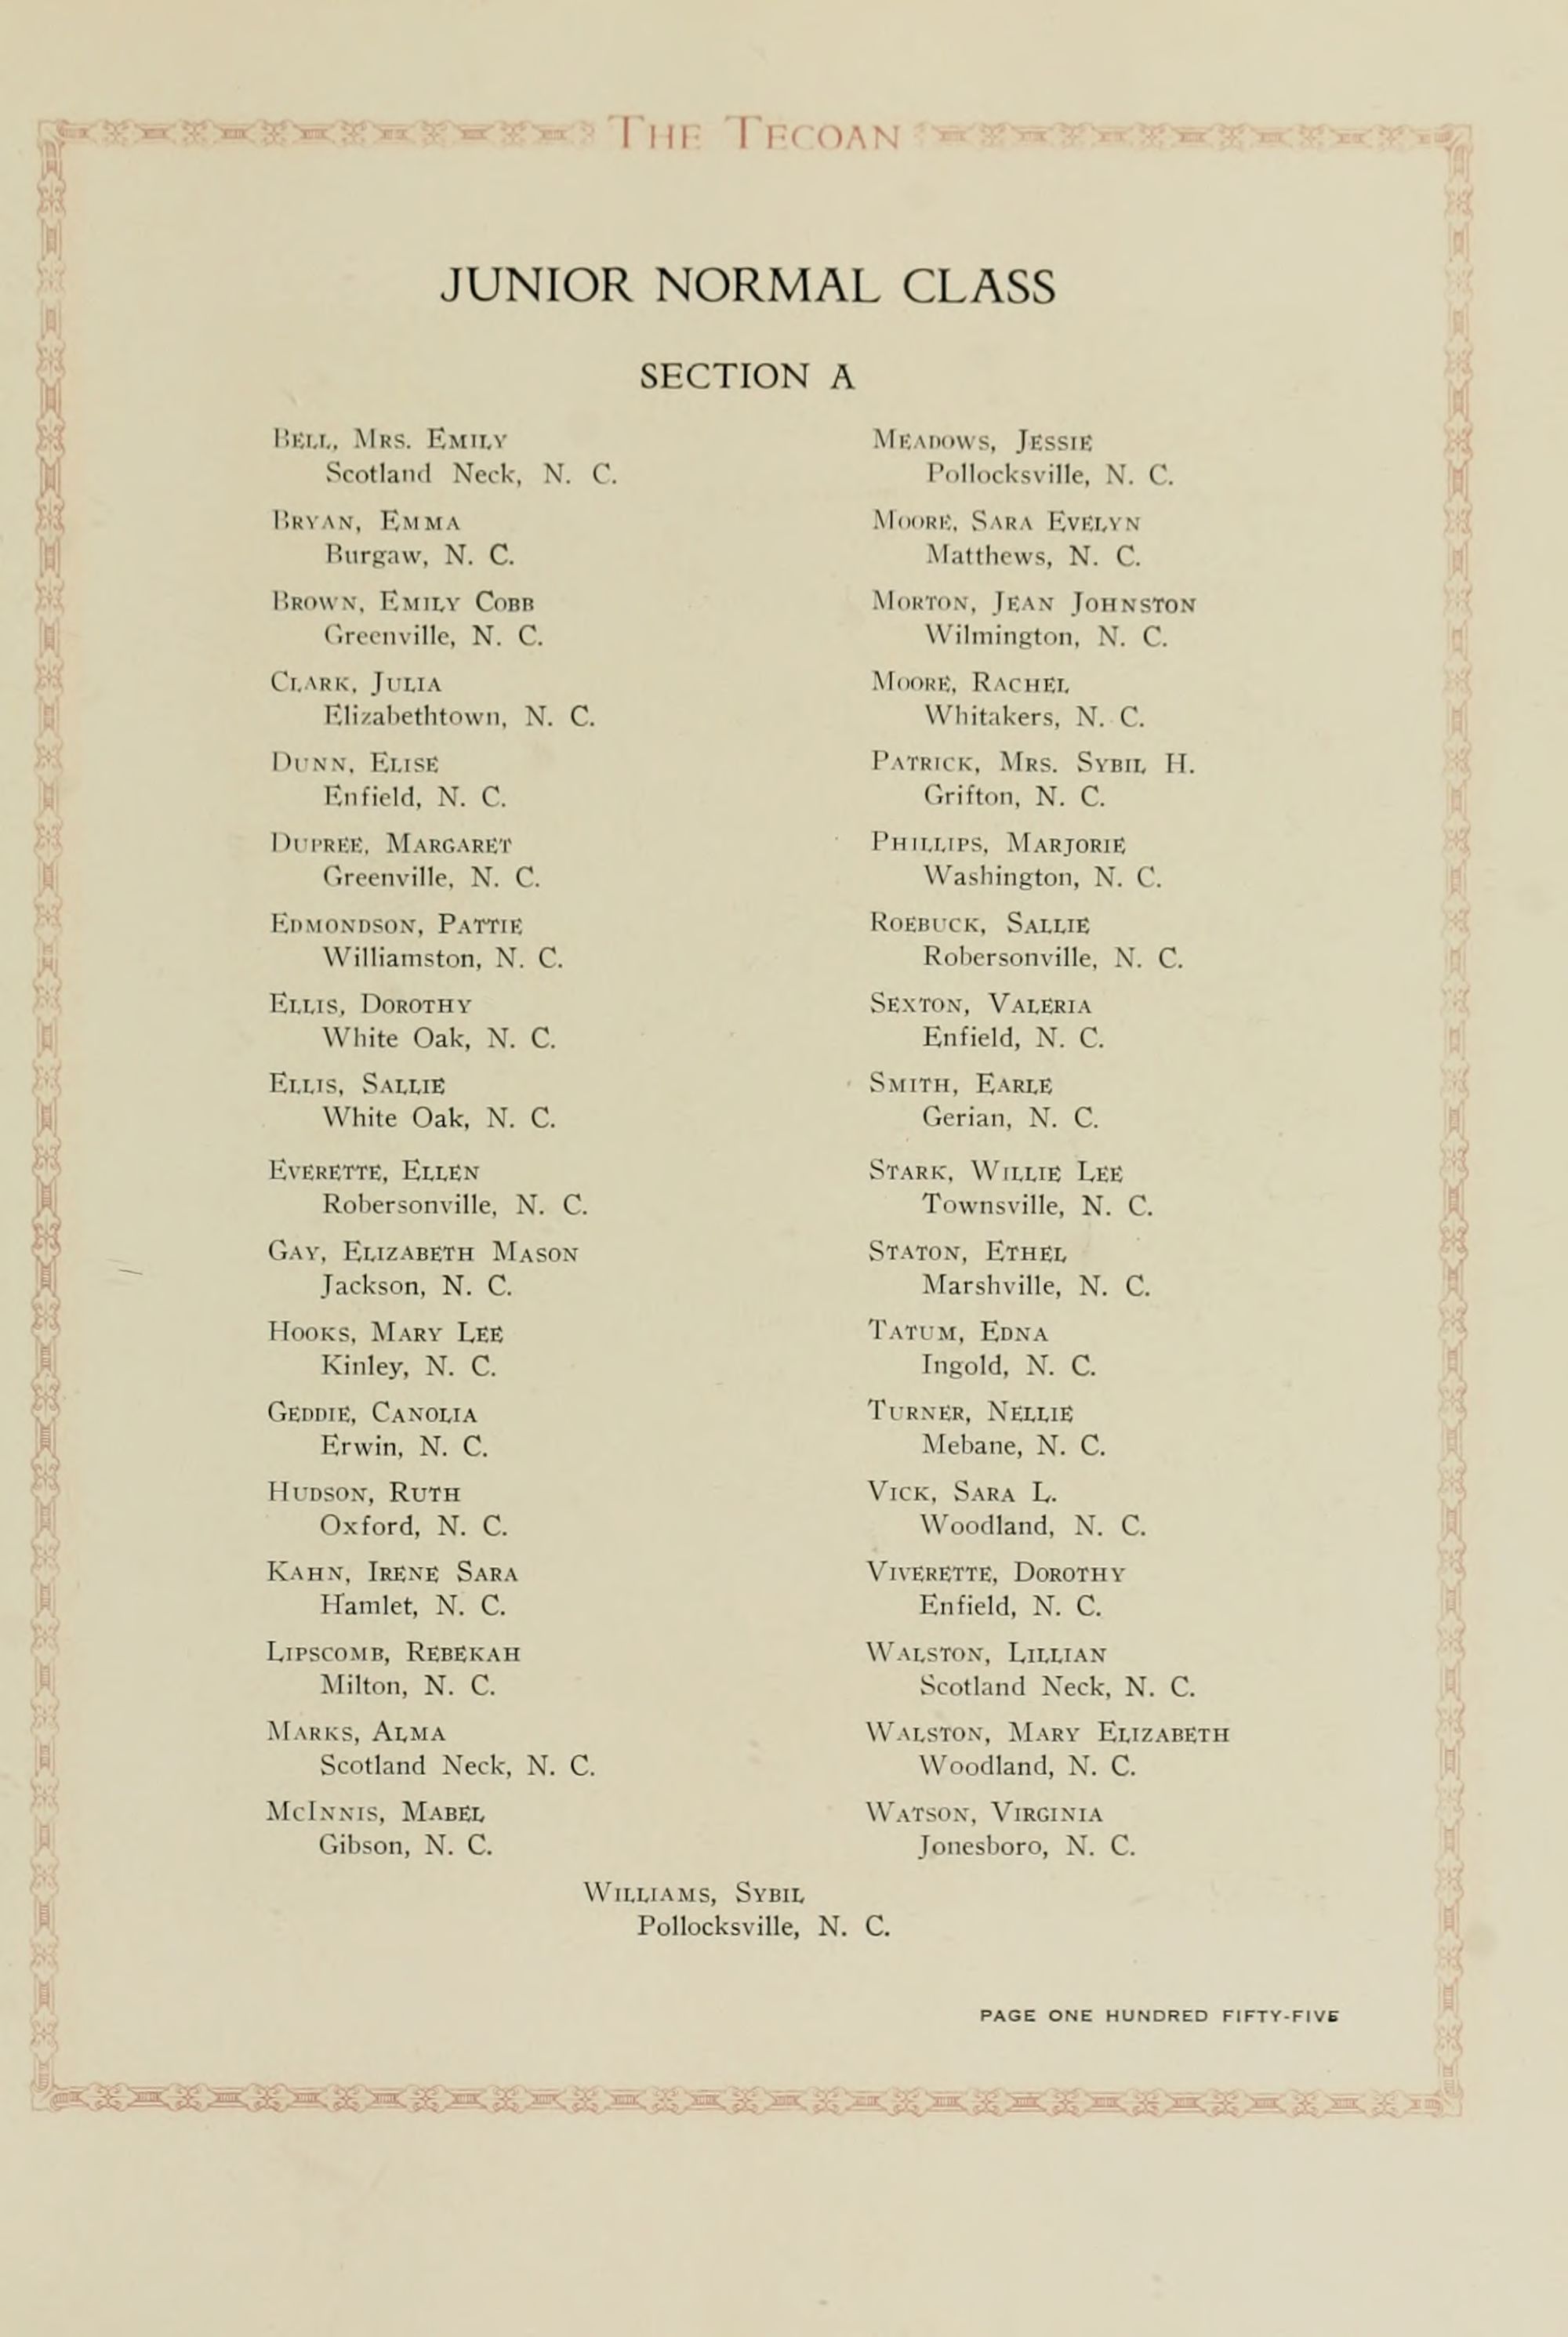 The Tecoan
JUNIOR NORMAL CLASS
SECTION A
Bell, Mrs. Emily
Scotland Neck, N. C.
Bryan, Emma
Burgaw, N. C.
Brown, Emily Cobb
Greenville, N. C.
Clark, Julia
Elizabethtown, N. C.
Dunn, Elise
Enfield, N. C.
Dupree, Margaret
Greenville, N. C.
Edmondson, Pattie
Williamston, N. C.
Ellis, Dorothy
White Oak, N. C.
Ellis, Sallie
White Oak, N. C.
Everette, Ellen
Robersonville, N. C.
Gay, Elizabeth Mason
Jackson, N. C.
Hooks, Mary Lee
Kinley, N. C.
Geddie, Canolia
Erwin, N. C.
Hudson, Ruth
Oxford, N. C.
Kahn, Irene Sara
Hamlet, N. C.
Lipscomb, Rebekah
Milton, N. C.
Marks, Alma
Scotland Neck, N. C.
McInnis, Mabel
Gibson, N. C.
Meadows, Jessie
Pollocksville, N. C.
Moore, Sara Evelyn
Matthews, N. C.
Morton, Jean Johnston
Wilmington, N. C.
Moore, Rachel
Whitakers, N. C.
Patrick, Mrs. Sybil H.
Grifton, N. C.
Phillips, Marjorie
Washington, N. C.
Roebuck, Sallie
Robersonville, N. C.
Sexton, Valeria
Enfield, N. C.
Smith, Earle
Gerian, N. C.
Stark, Willie Lee
Townsville, N. C.
Staton, Ethel
Marshville, N. C.
Tatum, Edna
Ingold, N. C.
Turner, Nellie
Mebane, N. C.
Vick, Sara L.
Woodland, N. C.
Viverette, Dorothy
Enfield, N. C.
Walston, Lillian
Scotland Neck, N. C.
Walston, Mary Elizabeth
Woodland, N. C.
Watson, Virginia
Jonesboro, N. C.
Williams, Sybil
Pollocksville, N. C.
PAGE ONE HUNDRED FIFTY-FIVE